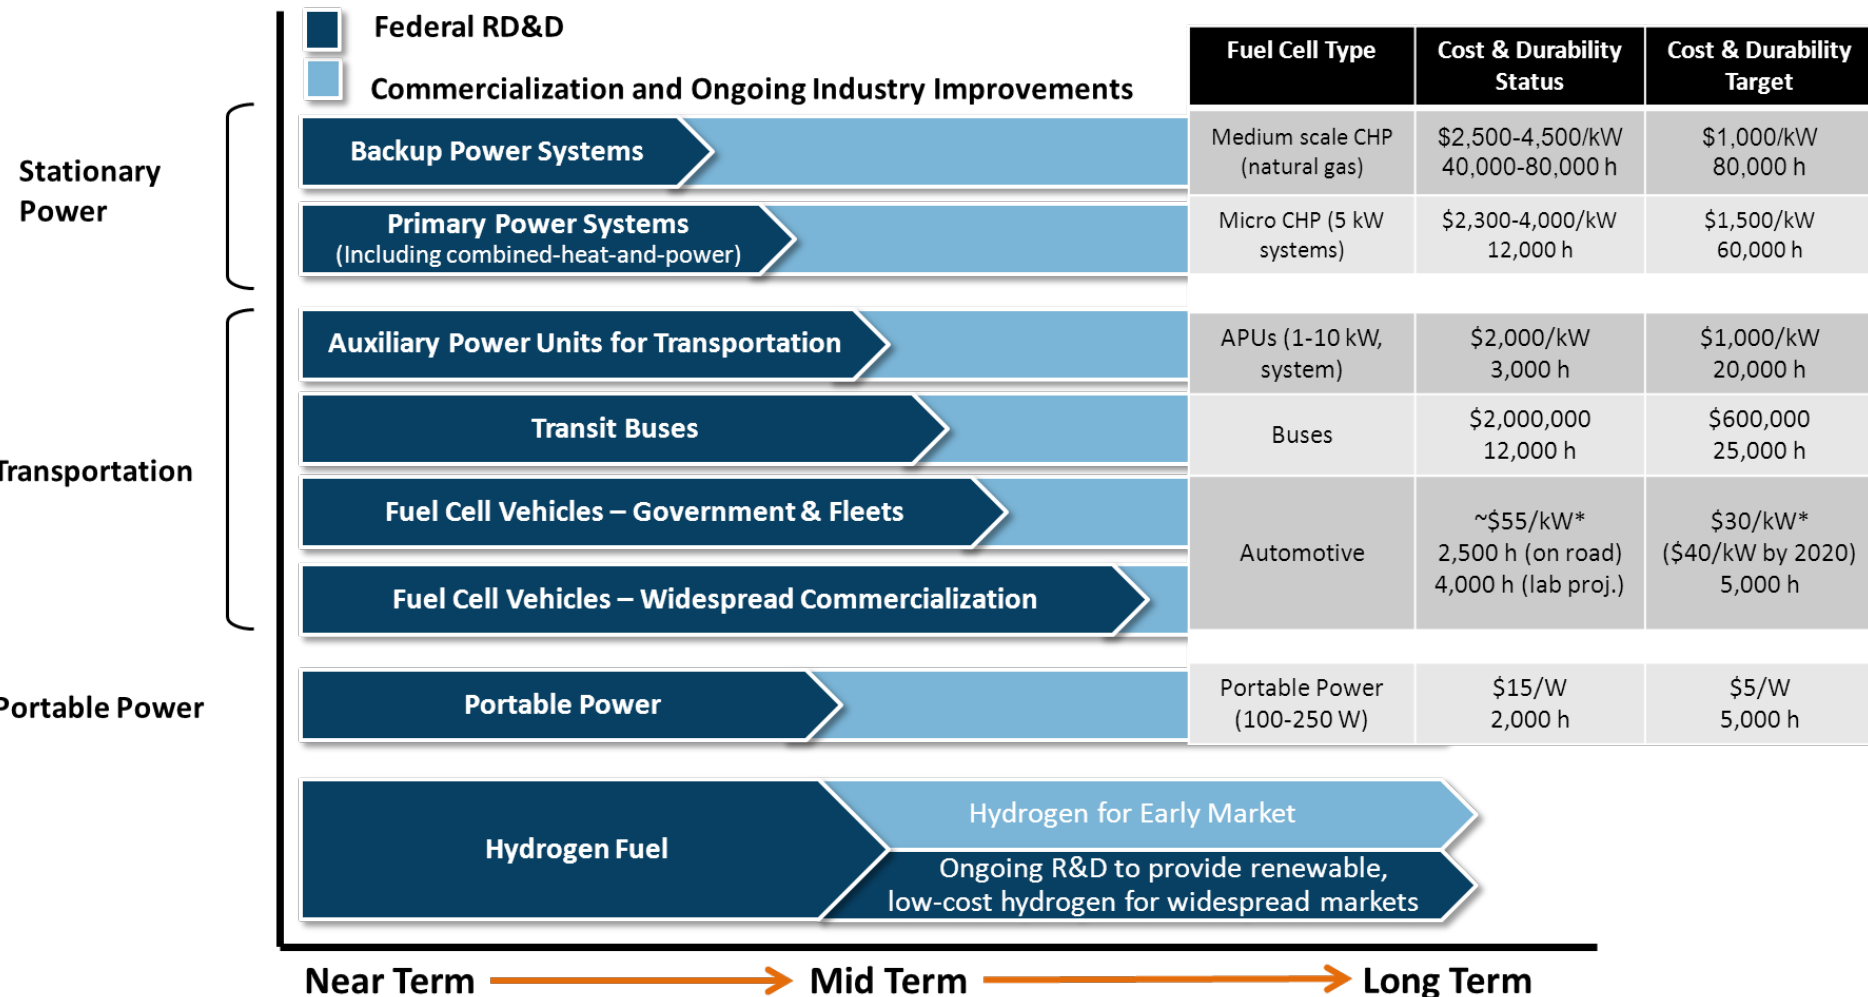 Federal RD&D
Commercialization and Ongoing Industry Improvements
Stationary
Power
Backup Power Systems
Primary Power Systems
(Including combined-heat-and-power)
Transportation
Auxiliary Power Units for Transportation
Transit Buses
Fuel Cell Vehicles – Government & Fleets
Fuel Cell Vehicles – Widespread Commercialization
Portable Power
Portable Power
Hydrogen Fuel
Hydrogen for Early Market
Ongoing R&D to provide renewable,
low-cost hydrogen for widespread markets
Near Term
Mid Term
Long Term
Fuel Cell Type
Cost & Durability
Status
Cost & Durability
Target
Medium scale CHP
(natural gas)
$2,500-4,500/kW
40,000-80,000 h
$1,000/kW
80,000 h
Micro CHP (5 kW
systems)
$2,300-4,000/kW
12,000 h
$1,500/kW
60,000 h
APUs (1-10 kW,
system)
$2,000/kW
3,000 h
$1,000/kW
20,000 h
Buses
$2,000,000
12,000 h
$600,000
25,000 h
Automotive
~$55/kW*
2,500 h (on road)
4,000 h (lab proj.)
$30/kW*
($40/kW by 2020)
5,000 h
Portable Power
(100-250 W)
$15/W
2,000 h
$5/W
5,000 h